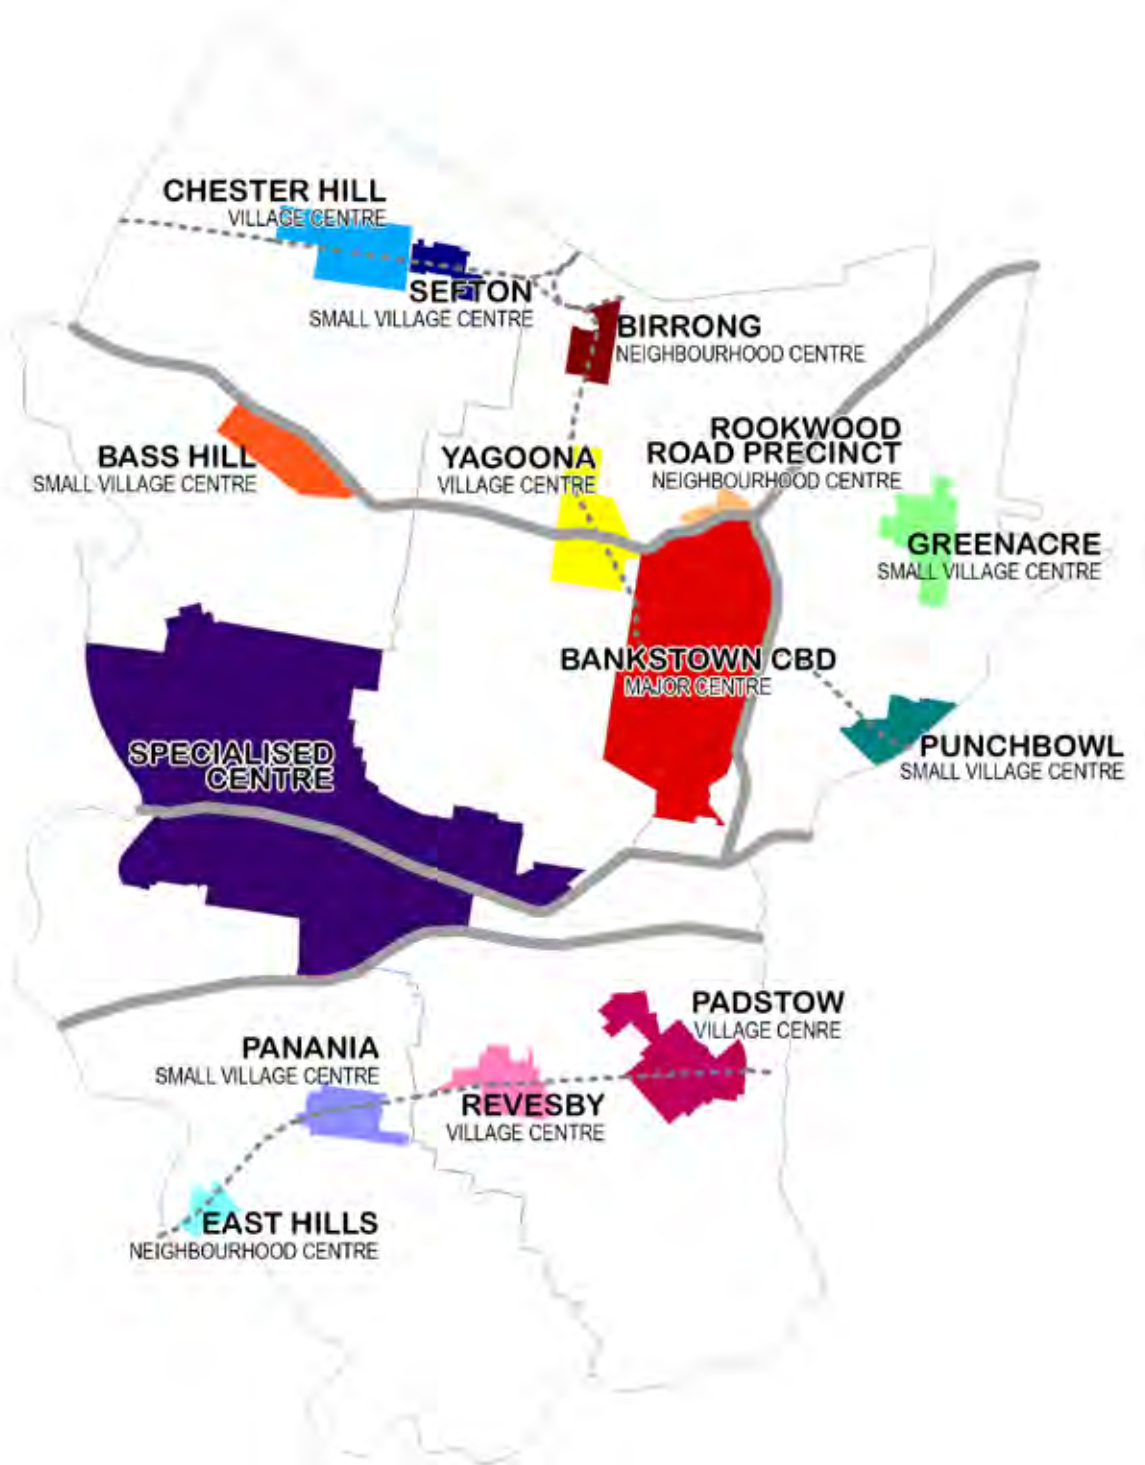 CHESTER HILL
VILLAGE CENTRE
SEFTON
SMALL VILLAGE CENTRE
BIRRONG
NEIGHBOURHOOD CENTRE
BASS HILL
SMALL VILLAGE CENTRE
YAGOONA
VILLAGE CENTRE
ROOKWOOD
ROAD PRECINCT
NEIGHBOURHOOD CENTRE
GREENACRE
SMALL VILLAGE CENTRE
BANKSTOWN CBD
MAJOR CENTRE
SPECIALISED
CENTRE
PUNCHBOWL
SMALL VILLAGE CENTRE
PADSTOW
VILLAGE CENRE
PANANIA
SMALL VILLAGE CENTRE
REVESBY
VILLAGE CENTRE
EAST HILLS
NEIGHBOURHOOD CENTRE